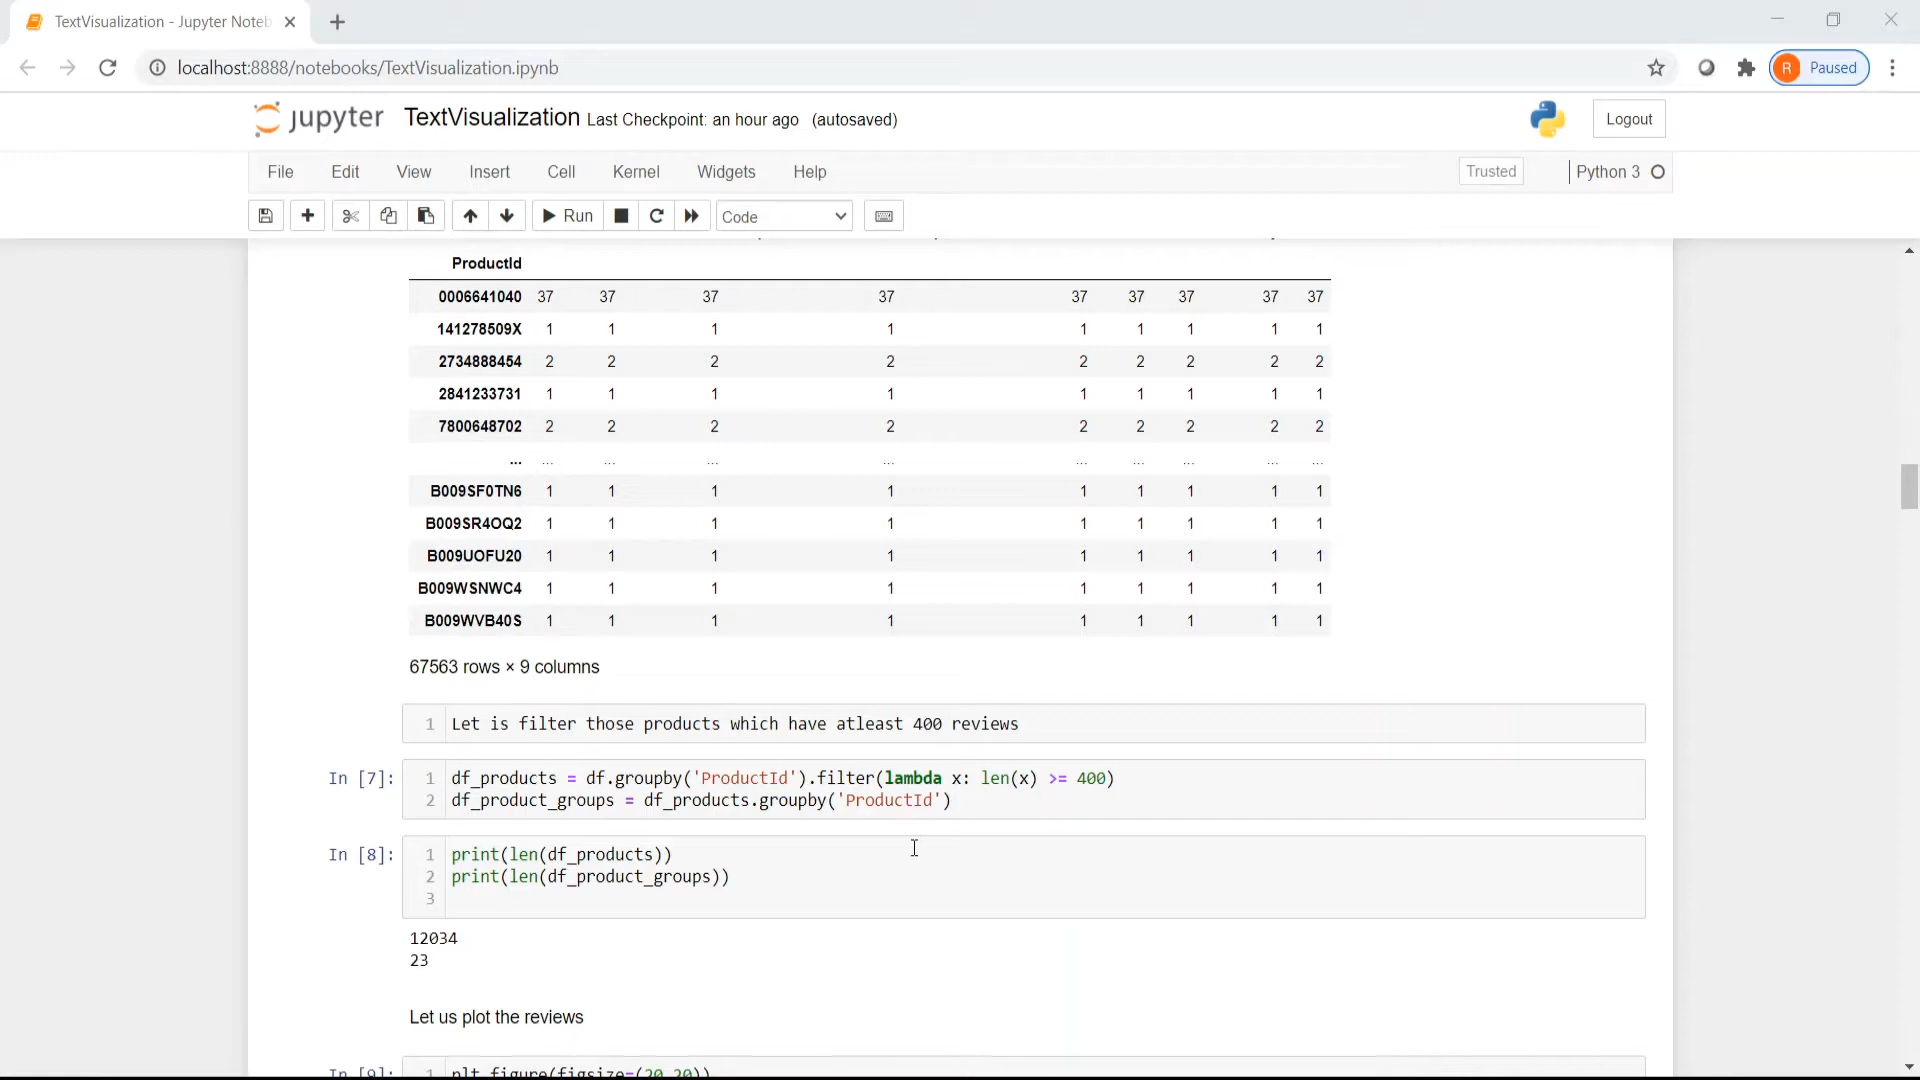 TextVisualization - Jupyter Noteb
localhost:8888/notebooks/TextVisualization.ipynb
R Paused
jupyter TextVisualization Last Checkpoint: an hour ago (autosaved)
Logout
File Edit View Insert Cell Kernel Widgets Help Trusted Python 3
Run Code
ProductId
0006641040 37 37 37 37 37 37 37 37 37
141278509X 1 1 1 1 1 1 1 1 1
2734888454 2 2 2 2 2 2 2 2 2
2841233731 1 1 1 1 1 1 1 1 1
7800648702 2 2 2 2 2 2 2 2 2
... ... ... ... ... ... ... ... ... ...
B009SF0TN6 1 1 1 1 1 1 1 1 1
B009SR4OQ2 1 1 1 1 1 1 1 1 1
B009UOFU20 1 1 1 1 1 1 1 1 1
B009WSNWC4 1 1 1 1 1 1 1 1 1
B009WVB40S 1 1 1 1 1 1 1 1 1
67563 rows × 9 columns
1 Let is filter those products which have atleast 400 reviews
In [7]: 1 df_products = df.groupby('ProductId').filter(lambda x: len(x) >= 400)
2 df_product_groups = df_products.groupby('ProductId')
In [8]: 1 print(len(df_products))
2 print(len(df_product_groups))
3
12034
23
Let us plot the reviews
In [9]: 1 plt.figure(figsize=(20,20))